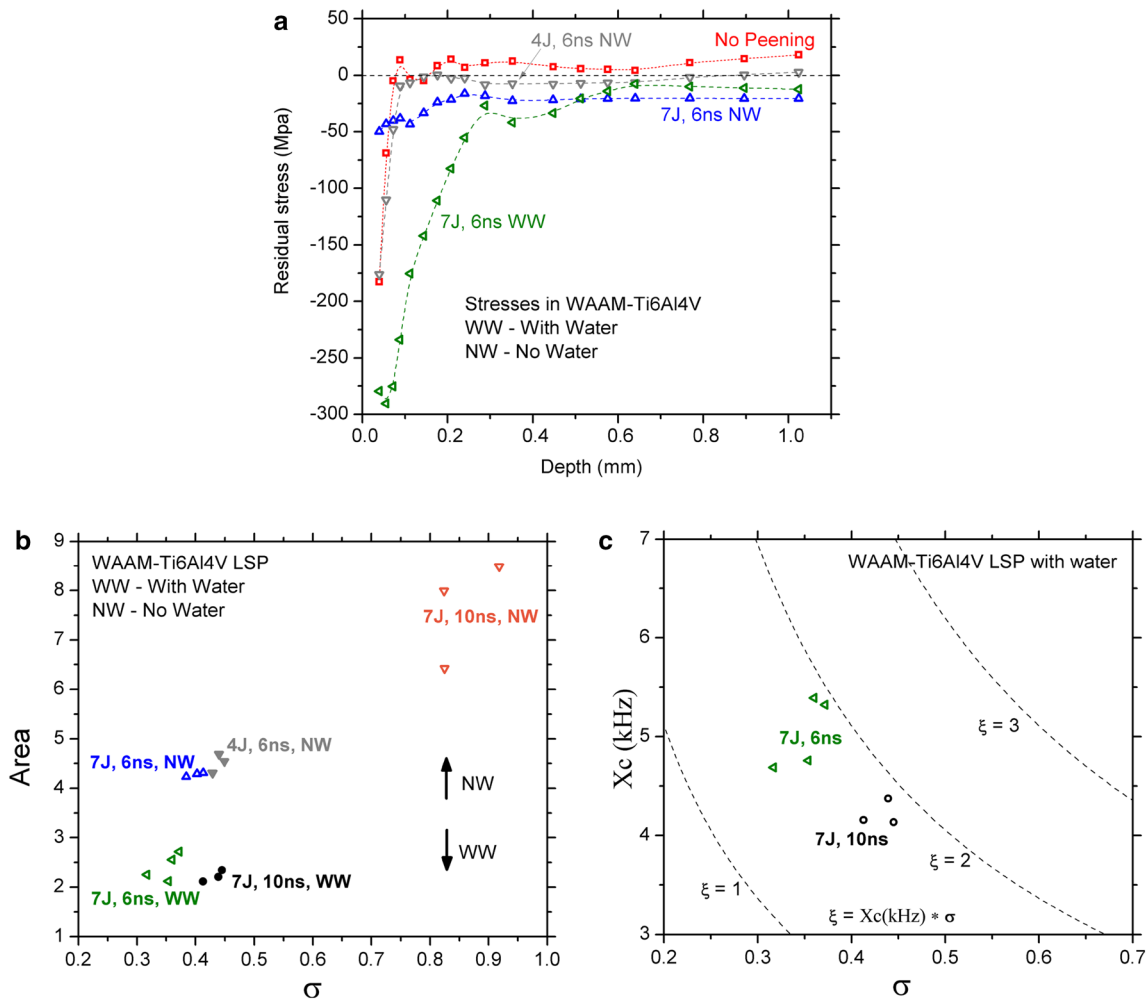 a
50
0
-50
-100
-150
-200
-250
-300
Residual stress (Mpa)
4J, 6ns NW
No Peening
7J, 6ns NW
7J, 6ns WW
Stresses in WAAM-Ti6Al4V
WW - With Water
NW - No Water
0.0 0.2 0.4 0.6 0.8 1.0
Depth (mm)
b
9
8
7
6
5
4
3
2
1
Area
WAAM-Ti6Al4V LSP
WW - With Water
NW - No Water
7J, 10ns, NW
4J, 6ns, NW
7J, 6ns, NW
NW
WW
7J, 10ns, WW
7J, 6ns, WW
0.2 0.3 0.4 0.5 0.6 0.7 0.8 0.9 1.0
σ
c
7
6
5
4
3
Xc (kHz)
WAAM-Ti6Al4V LSP with water
ξ = 3
7J, 6ns
7J, 10ns
ξ = 2
ξ = 1
ξ = Xc(kHz) * σ
0.2 0.3 0.4 0.5 0.6 0.7
σ